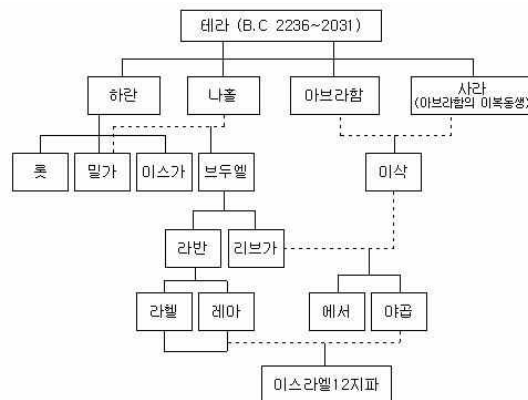 테라 (B.C 2236~2031)
하란
나홀
아브라함
사라
(아브라함의 이복동생)
롯
밀가
이스가
브두엘
이삭
라반
리브가
라헬
레아
에서
야곱
이스라엘12지파